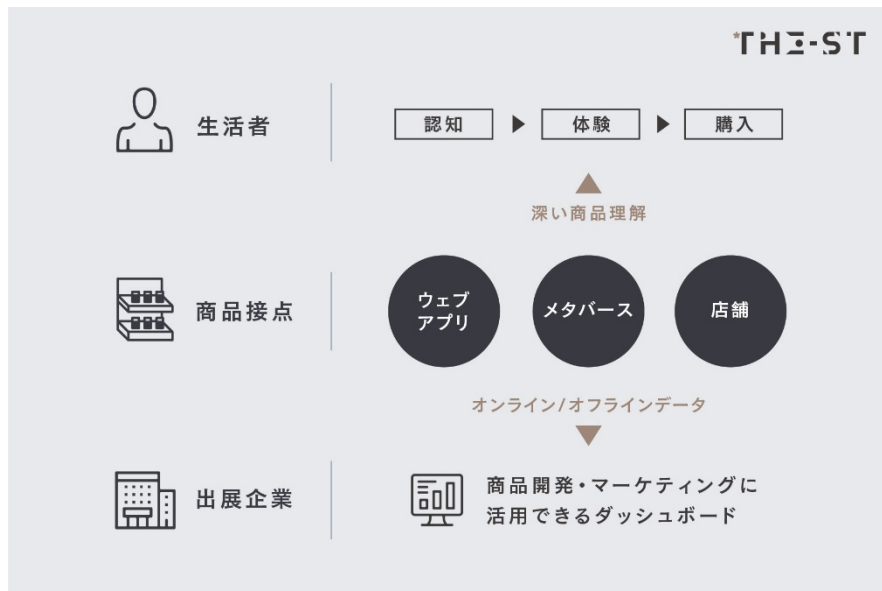 *THE-ST
生活者
認知 ▶ 体験 ▶ 購入
深い商品理解
商品接点
ウェブ
アプリ
メタバース
店舗
オンライン/オフラインデータ
出展企業
商品開発・マーケティングに
活用できるダッシュボード